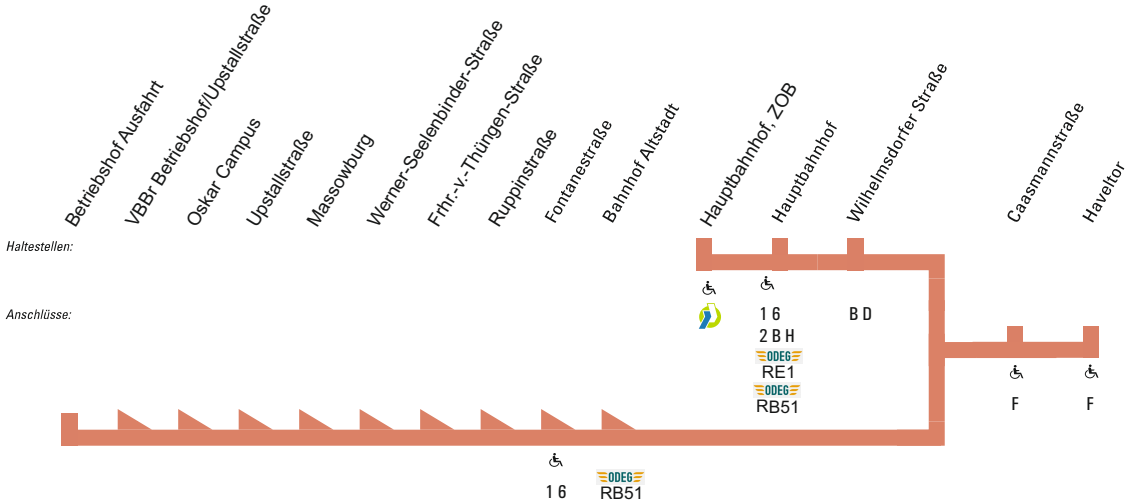 Betriebshof Ausfahrt
VBBr Betriebshof/Upstallstraße
Oskar Campus
Upstallstraße
Massowburg
Werner-Seelenbinder-Straße
Frhr.-v.-Thüngen-Straße
Ruppinstraße
Fontanestraße
Bahnhof Altstadt
Hauptbahnhof, ZOB
Hauptbahnhof
Wilhelmsdorfer Straße
Caasmannstraße
Haveltor
Haltestellen:
Anschlüsse:
1 6
2 B H
ODEG
RE1
ODEG
RB51
B D
F
F
1 6
ODEG
RB51